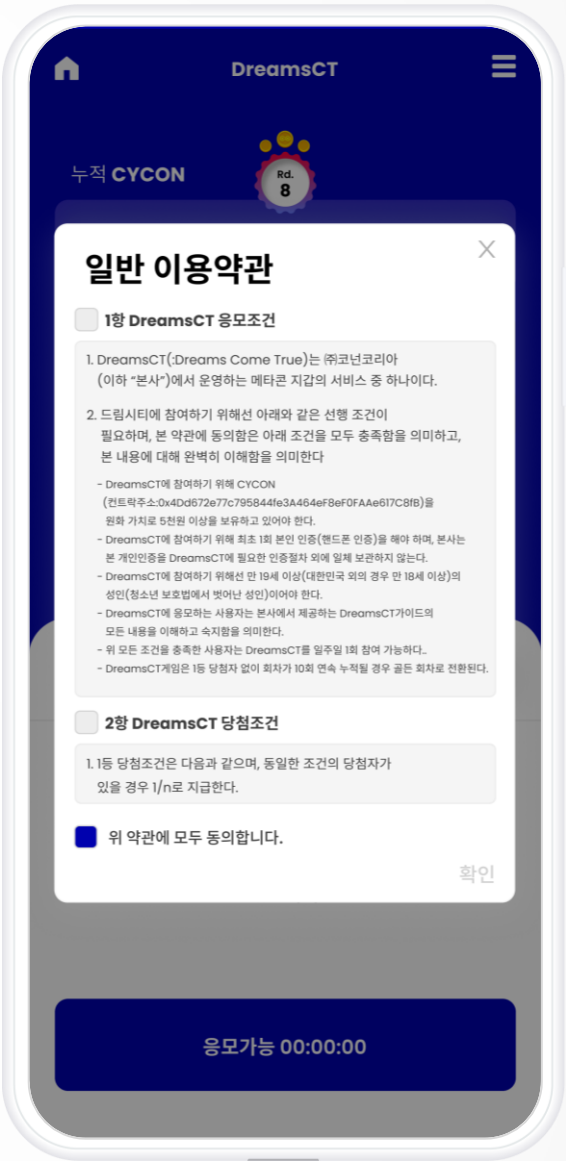 DreamsCT
누적 CYCON
Rd.
8
일반 이용약관
1항 DreamsCT 응모조건
1. DreamsCT(:Dreams Come True)는 ㈜코넌코리아
(이하 “본사”)에서 운영하는 메타콘 지갑의 서비스 중 하나이다.
2. 드림시티에 참여하기 위해선 아래와 같은 선행 조건이
필요하며, 본 약관에 동의함은 아래 조건을 모두 충족함을 의미하고,
본 내용에 대해 완벽히 이해함을 의미한다
- DreamsCT에 참여하기 위해 CYCON
(컨트락주소:0x4Dd672e77c795844fe3A464eF8eF0FAAe617C8fB)을
원화 가치로 5천원 이상을 보유하고 있어야 한다.
- DreamsCT에 참여하기 위해 최초 1회 본인 인증(핸드폰 인증)을 해야 하며, 본사는
본 개인인증을 DreamsCT에 필요한 인증절차 외에 일체 보관하지 않는다.
- DreamsCT에 참여하기 위해선 만 19세 이상(대한민국 외의 경우 만 18세 이상)의
성인(청소년 보호법에서 벗어난 성인)이어야 한다.
- DreamsCT에 응모하는 사용자는 본사에서 제공하는 DreamsCT가이드의
모든 내용을 이해하고 숙지함을 의미한다.
- 위 모든 조건을 충족한 사용자는 DreamsCT를 일주일 1회 참여 가능하다..
- DreamsCT게임은 1등 당첨자 없이 회차가 10회 연속 누적될 경우 골든 회차로 전환된다.
2항 DreamsCT 당첨조건
1. 1등 당첨조건은 다음과 같으며, 동일한 조건의 당첨자가
있을 경우 1/n로 지급한다.
위 약관에 모두 동의합니다.
확인
응모가능 00:00:00